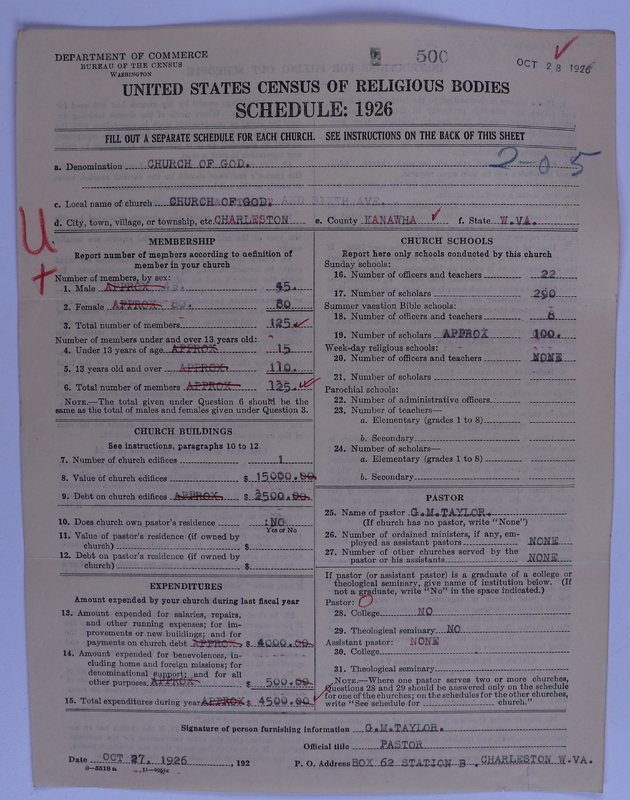 DEPARTMENT OF COMMERCE
BUREAU OF THE CENSUS
WASHINGTON
500
OCT 28 1926
UNITED STATES CENSUS OF RELIGIOUS BODIES
SCHEDULE: 1926
FILL OUT A SEPARATE SCHEDULE FOR EACH CHURCH. SEE INSTRUCTIONS ON THE BACK OF THIS SHEET
2-05
a. Denomination CHURCH OF GOD.
c. Local name of church CHURCH OF GOD. AND SIXTH AVE.
d. City, town, village, or township, etc. CHARLESTON e. County KANAWHA f. State W.VA.
U
+
MEMBERSHIP
Report number of members according to definition of
member in your church
Number of members, by sex:
1. Male APPROX 45.
2. Female APPROX 80
3. Total number of members 125
Number of members under and over 13 years old:
4. Under 13 years of age APPROX 15
5. 13 years old and over APPROX 110.
6. Total number of members APPROX 125.
NOTE.—The total given under Question 6 should be the
same as the total of males and females given under Question 3.
CHURCH BUILDINGS
See instructions, paragraphs 10 to 12
7. Number of church edifices 1
8. Value of church edifices $ 15000.00
9. Debt on church edifices APPROX $ 2500.00
10. Does church own pastor's residence :NO
Yes or No
11. Value of pastor's residence (if owned by
church) $
12. Debt on pastor's residence (if owned by
church) $
EXPENDITURES
Amount expended by your church during last fiscal year
13. Amount expended for salaries, repairs,
and other running expenses; for im-
provements or new buildings; and for
payments on church debt APPROX $ 4000.00
14. Amount expended for benevolences, in-
cluding home and foreign missions; for
denominational support; and for all
other purposes APPROX $ 500.00
15. Total expenditures during year APPROX $ 4500.00
CHURCH SCHOOLS
Report here only schools conducted by this church
Sunday schools:
16. Number of officers and teachers 22
17. Number of scholars 290
Summer vacation Bible schools:
18. Number of officers and teachers 8
19. Number of scholars APPROX 100.
Week-day religious schools:
20. Number of officers and teachers NONE
21. Number of scholars
Parochial schools:
22. Number of administrative officers
23. Number of teachers—
a. Elementary (grades 1 to 8)
b. Secondary
24. Number of scholars—
a. Elementary (grades 1 to 8)
b. Secondary
PASTOR
25. Name of pastor G.M.TAYLOR.
(If church has no pastor, write "None")
26. Number of ordained ministers, if any, em-
ployed as assistant pastors NONE
27. Number of other churches served by the
pastor or his assistants NONE
If pastor (or assistant pastor) is a graduate of a college or
theological seminary, give name of institution below. (If
not a graduate, write "No" in the space indicated.)
Pastor: O
28. College NO
29. Theological seminary NO
Assistant pastor: NONE
30. College
31. Theological seminary
NOTE.—Where one pastor serves two or more churches,
Questions 28 and 29 should be answered only on the schedule
for one of the churches; on the schedules for the other churches,
write "See schedule for church."
Signature of person furnishing information G.M.TAYLOR.
Official title PASTOR
Date OCT 27, 1926, 192 P. O. Address BOX 62 STATION B , CHARLESTON W.VA.